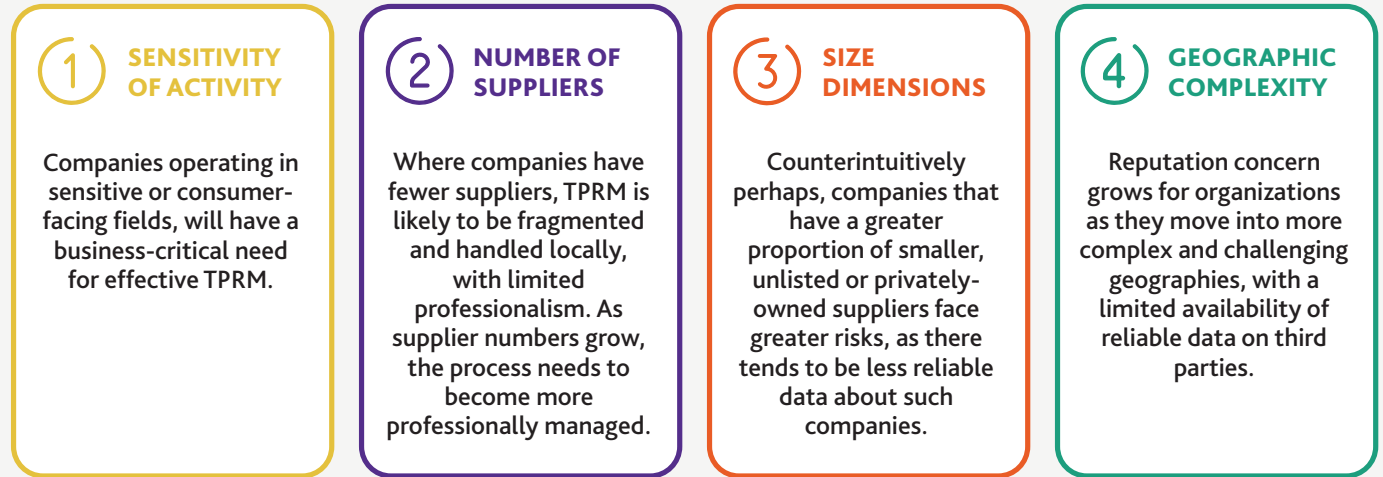 1
SENSITIVITY
OF ACTIVITY
Companies operating in
sensitive or consumer-
facing fields, will have a
business-critical need
for effective TPRM.
2
NUMBER OF
SUPPLIERS
Where companies have
fewer suppliers, TPRM is
likely to be fragmented
and handled locally,
with limited
professionalism. As
supplier numbers grow,
the process needs to
become more
professionally managed.
3
SIZE
DIMENSIONS
Counterintuitively
perhaps, companies that
have a greater
proportion of smaller,
unlisted or privately-
owned suppliers face
greater risks, as there
tends to be less reliable
data about such
companies.
4
GEOGRAPHIC
COMPLEXITY
Reputation concern
grows for organizations
as they move into more
complex and challenging
geographies, with a
limited availability of
reliable data on third
parties.